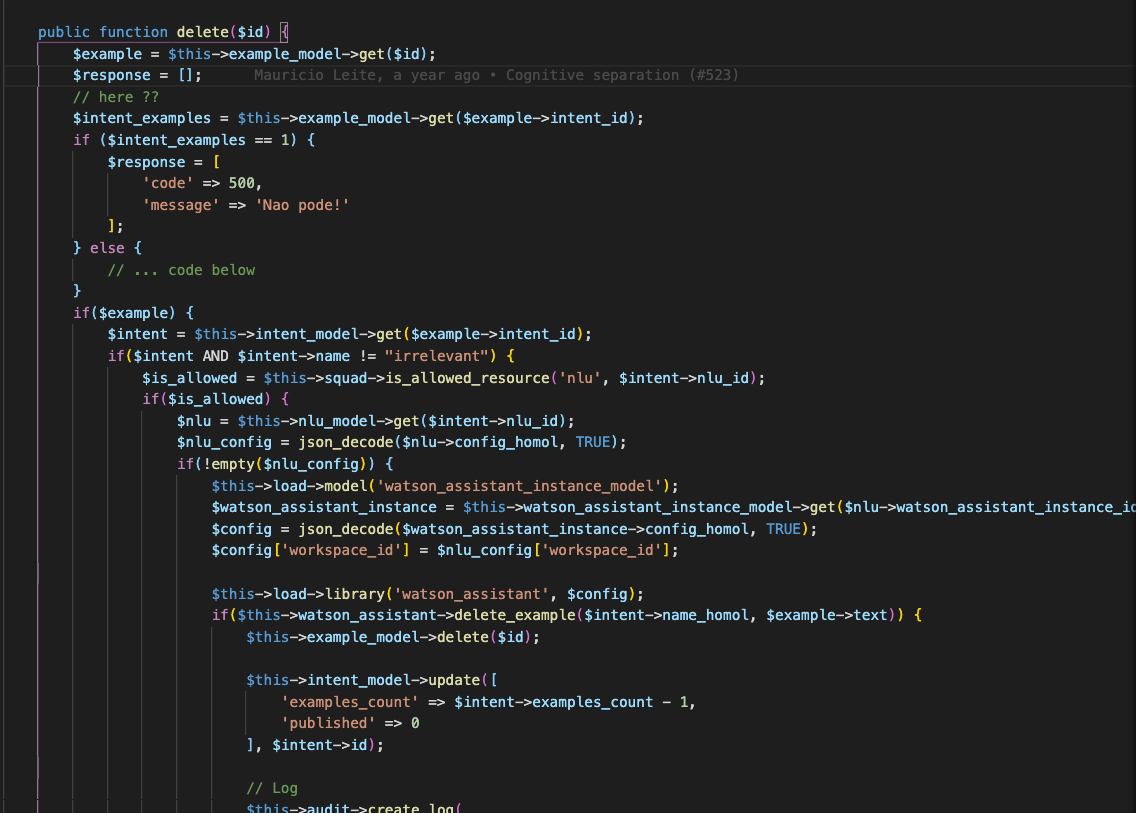 public function delete($id) {
$example = $this->example_model->get($id);
$response = []; Mauricio Leite, a year ago • Cognitive separation (#523)
// here ??
$intent_examples = $this->example_model->get($example->intent_id);
if ($intent_examples == 1) {
$response = [
'code' => 500,
'message' => 'Nao pode!'
];
} else {
// ... code below
}
if($example) {
$intent = $this->intent_model->get($example->intent_id);
if($intent AND $intent->name != "irrelevant") {
$is_allowed = $this->squad->is_allowed_resource('nlu', $intent->nlu_id);
if($is_allowed) {
$nlu = $this->nlu_model->get($intent->nlu_id);
$nlu_config = json_decode($nlu->config_homol, TRUE);
if(!empty($nlu_config)) {
$this->load->model('watson_assistant_instance_model');
$watson_assistant_instance = $this->watson_assistant_instance_model->get($nlu->watson_assistant_instance_id
$config = json_decode($watson_assistant_instance->config_homol, TRUE);
$config['workspace_id'] = $nlu_config['workspace_id'];
$this->load->library('watson_assistant', $config);
if($this->watson_assistant->delete_example($intent->name_homol, $example->text)) {
$this->example_model->delete($id);
$this->intent_model->update([
'examples_count' => $intent->examples_count - 1,
'published' => 0
], $intent->id);
// Log
$this->audit->create_log(